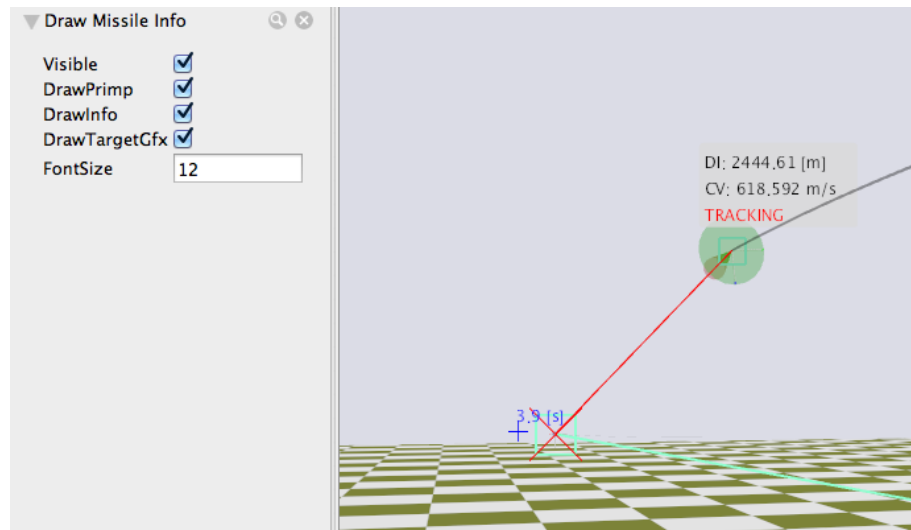 Draw Missile Info
Visible
DrawPrimp
DrawInfo
DrawTargetGfx
FontSize 12
DI: 2444.61 [m]
CV: 618.592 m/s
TRACKING
3.9 [s]